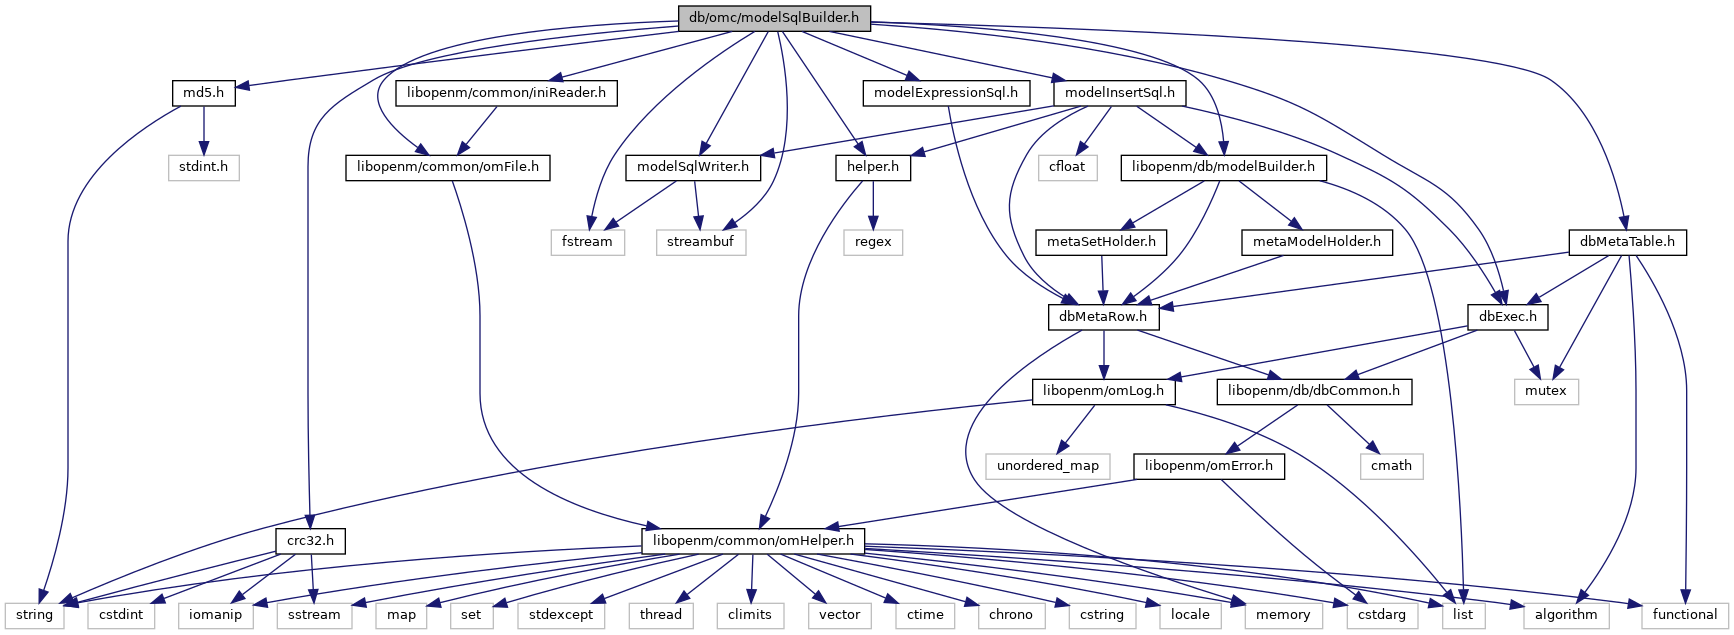 db/omc/modelSqlBuilder.h
md5.h
libopenm/common/iniReader.h
modelExpressionSql.h
modelInsertSql.h
stdint.h
libopenm/common/omFile.h
modelSqlWriter.h
helper.h
cfloat
libopenm/db/modelBuilder.h
fstream
streambuf
regex
metaSetHolder.h
metaModelHolder.h
dbMetaTable.h
dbMetaRow.h
dbExec.h
libopenm/omLog.h
libopenm/db/dbCommon.h
mutex
unordered_map
libopenm/omError.h
cmath
crc32.h
libopenm/common/omHelper.h
string
cstdint
iomanip
sstream
map
set
stdexcept
thread
climits
vector
ctime
chrono
cstring
locale
memory
cstdarg
list
algorithm
functional